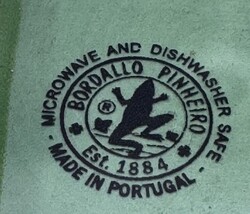 - MICROWAVE AND DISHWASHER SAFE -
BORDALLO PINHEIRO
®
Est. 1884
MADE IN PORTUGAL